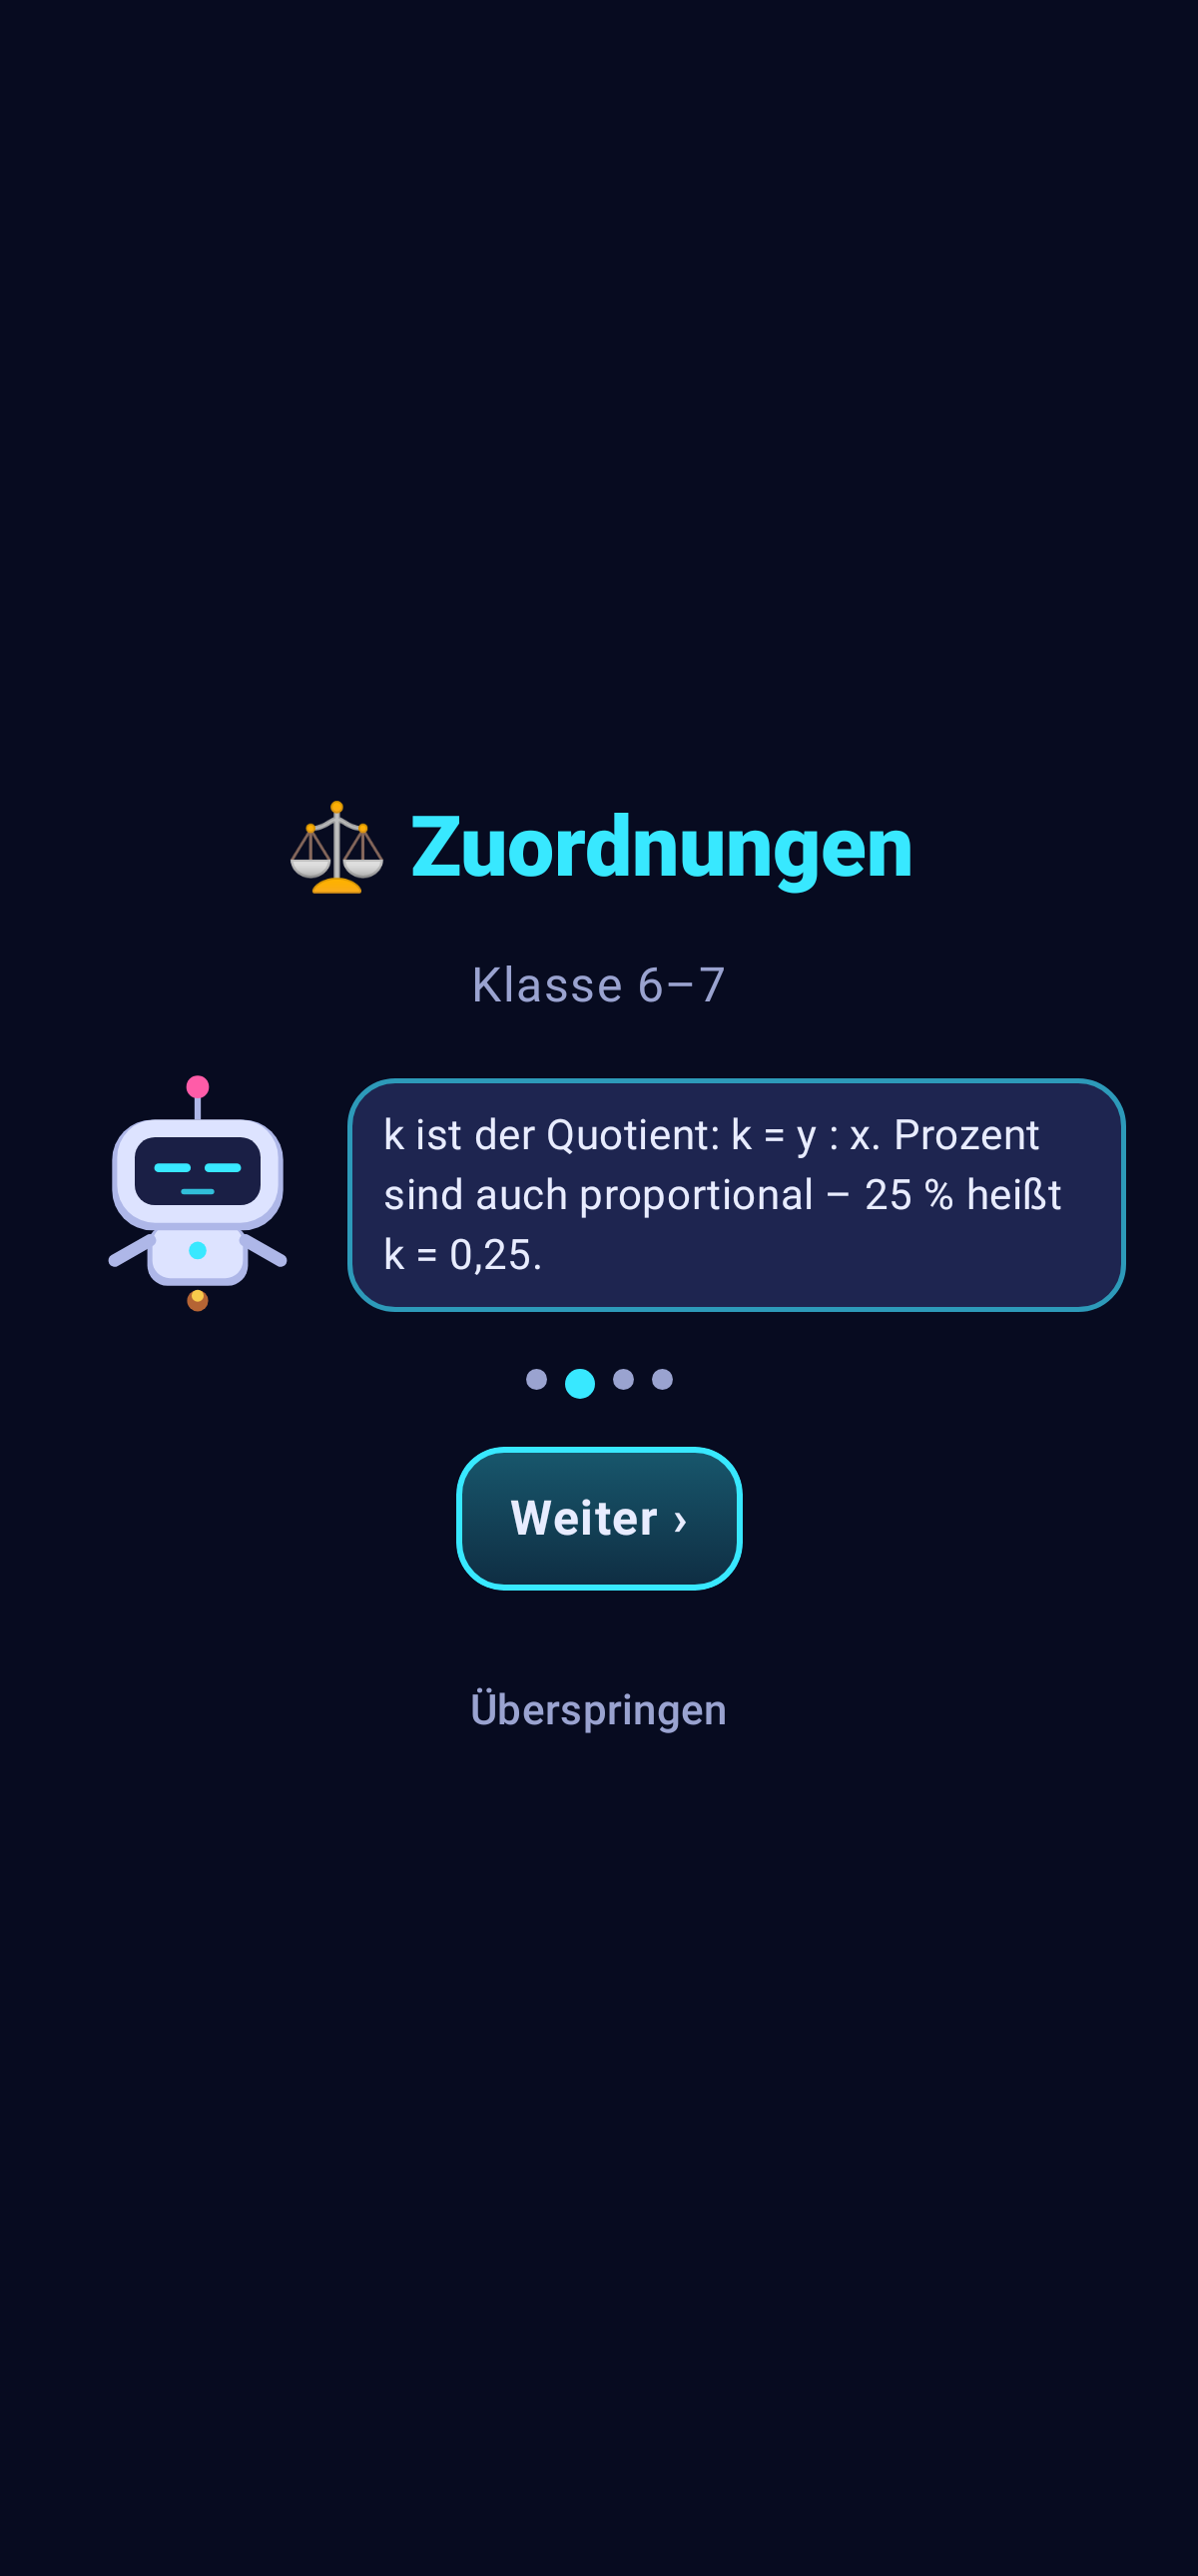 Zuordnungen
Klasse 6–7
k ist der Quotient: k = y : x. Prozent
sind auch proportional – 25 % heißt
k = 0,25.
Weiter ›
Überspringen